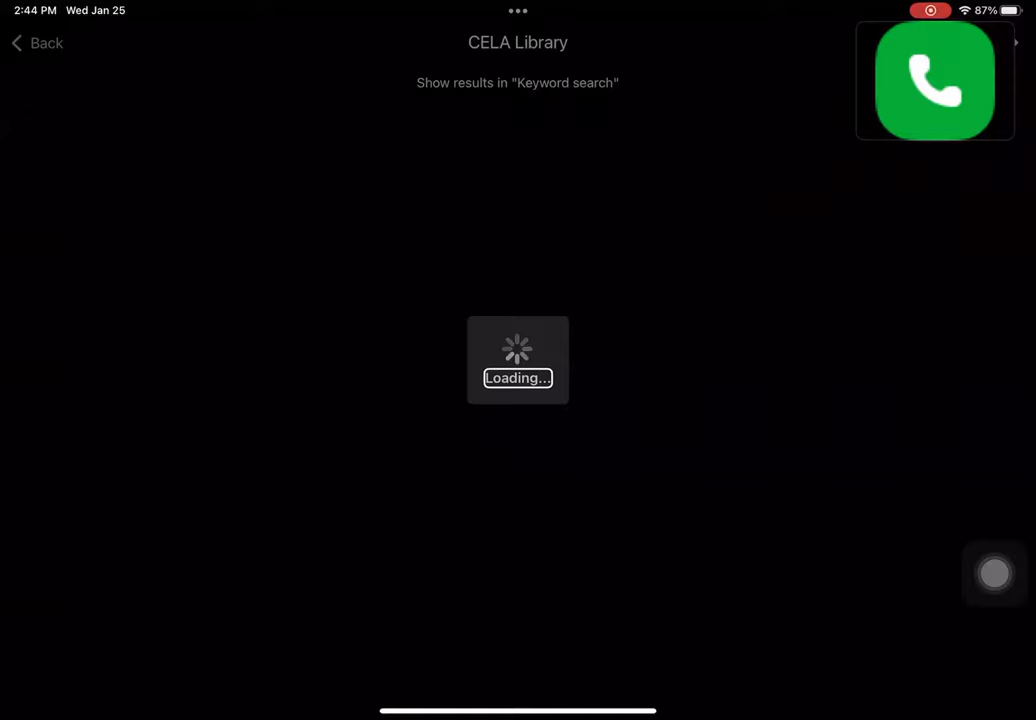 2:44 PM Wed Jan 25
87%
Back
CELA Library
Show results in "Keyword search"
Loading...